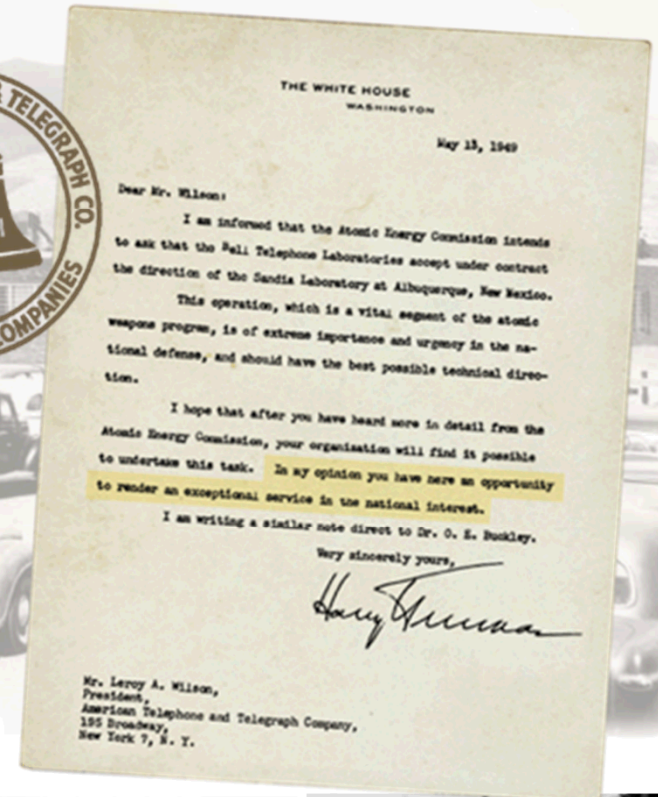 & TELEGRAPH CO.
COMPANIES
THE WHITE HOUSE
WASHINGTON
May 13, 1949
Dear Mr. Wilson:
I am informed that the Atomic Energy Commission intends
to ask that the Bell Telephone Laboratories accept under contract
the direction of the Sandia Laboratory at Albuquerque, New Mexico.
This operation, which is a vital segment of the atomic
weapons program, is of extreme importance and urgency in the na-
tional defense, and should have the best possible technical direc-
tion.
I hope that after you have heard more in detail from the
Atomic Energy Commission, your organization will find it possible
to undertake this task. In my opinion you have here an opportunity
to render an exceptional service in the national interest.
I am writing a similar note direct to Dr. O. E. Buckley.
Very sincerely yours,
Harry Truman
Mr. Leroy A. Wilson,
President,
American Telephone and Telegraph Company,
195 Broadway,
New York 7, N. Y.